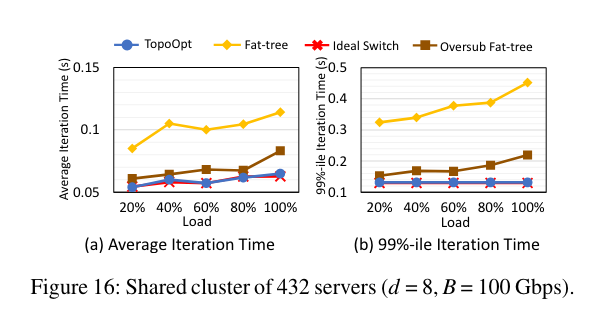 TopoOpt Fat-tree Ideal Switch Oversub Fat-tree
Average Iteration Time (s)
0.15
0.1
0.05
20% 40% 60% 80% 100%
Load
(a) Average Iteration Time
99%-ile Iteration Time (s)
0.5
0.4
0.3
0.2
0.1
20% 40% 60% 80% 100%
Load
(b) 99%-ile Iteration Time
Figure 16: Shared cluster of 432 servers (d = 8, B = 100 Gbps).